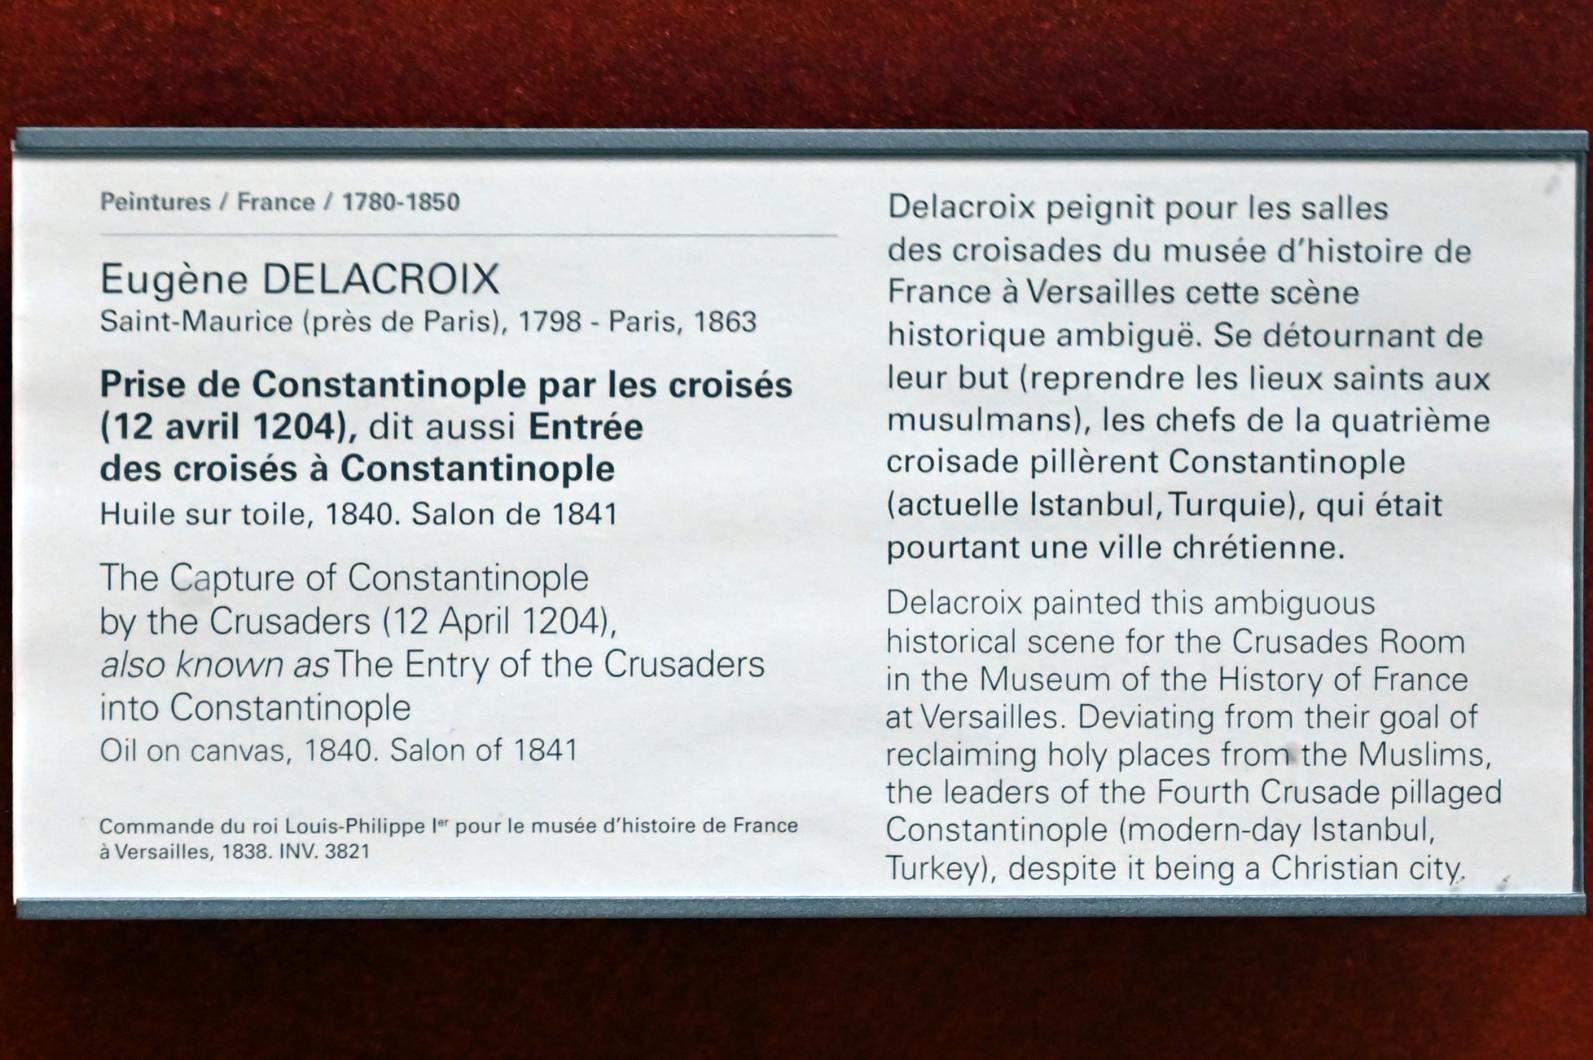 Peintures / France / 1780-1850
Eugène DELACROIX
Saint-Maurice (près de Paris), 1798 - Paris, 1863
Prise de Constantinople par les croisés
(12 avril 1204), dit aussi Entrée
des croisés à Constantinople
Huile sur toile, 1840. Salon de 1841
The Capture of Constantinople
by the Crusaders (12 April 1204),
also known as The Entry of the Crusaders
into Constantinople
Oil on canvas, 1840. Salon of 1841
Commande du roi Louis-Philippe Ier pour le musée d'histoire de France
à Versailles, 1838. INV. 3821
Delacroix peignit pour les salles
des croisades du musée d'histoire de
France à Versailles cette scène
historique ambiguë. Se détournant de
leur but (reprendre les lieux saints aux
musulmans), les chefs de la quatrième
croisade pillèrent Constantinople
(actuelle Istanbul, Turquie), qui était
pourtant une ville chrétienne.
Delacroix painted this ambiguous
historical scene for the Crusades Room
in the Museum of the History of France
at Versailles. Deviating from their goal of
reclaiming holy places from the Muslims,
the leaders of the Fourth Crusade pillaged
Constantinople (modern-day Istanbul,
Turkey), despite it being a Christian city.